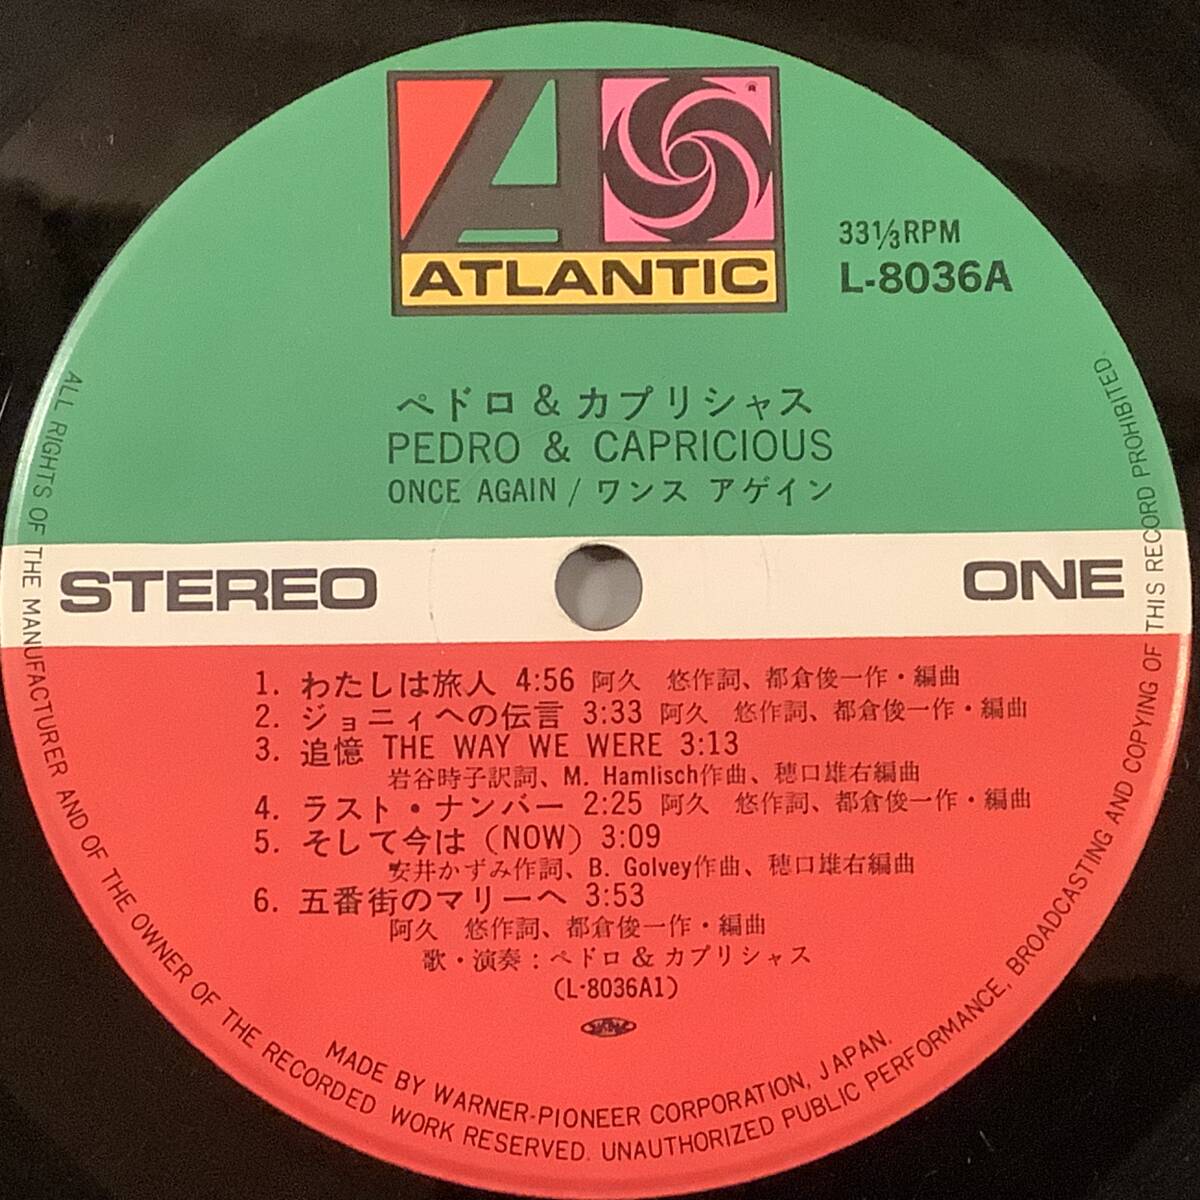 ATLANTIC
®
33⅓RPM
L-8036A
ペドロ & カプリシャス
PEDRO & CAPRICIOUS
ONCE AGAIN / ワンス アゲイン
STEREO
ONE
1. わたしは旅人 4:56 阿久 悠作詞、都倉俊一作・編曲
2. ジョニィへの伝言 3:33 阿久 悠作詞、都倉俊一作・編曲
3. 追憶 THE WAY WE WERE 3:13
岩谷時子訳詞、M. Hamlisch作曲、穂口雄右編曲
4. ラスト・ナンバー 2:25 阿久 悠作詞、都倉俊一作・編曲
5. そして今は (NOW) 3:09
安井かずみ作詞、B. Golvey作曲、穂口雄右編曲
6. 五番街のマリーへ 3:53
阿久 悠作詞、都倉俊一作・編曲
歌・演奏：ペドロ & カプリシャス
(L-8036A1)
MADE BY WARNER-PIONEER CORPORATION, JAPAN.
ALL RIGHTS OF THE MANUFACTURER AND OF THE OWNER OF THE RECORDED WORK RESERVED. UNAUTHORIZED PUBLIC PERFORMANCE, BROADCASTING AND COPYING OF THIS RECORD PROHIBITED.